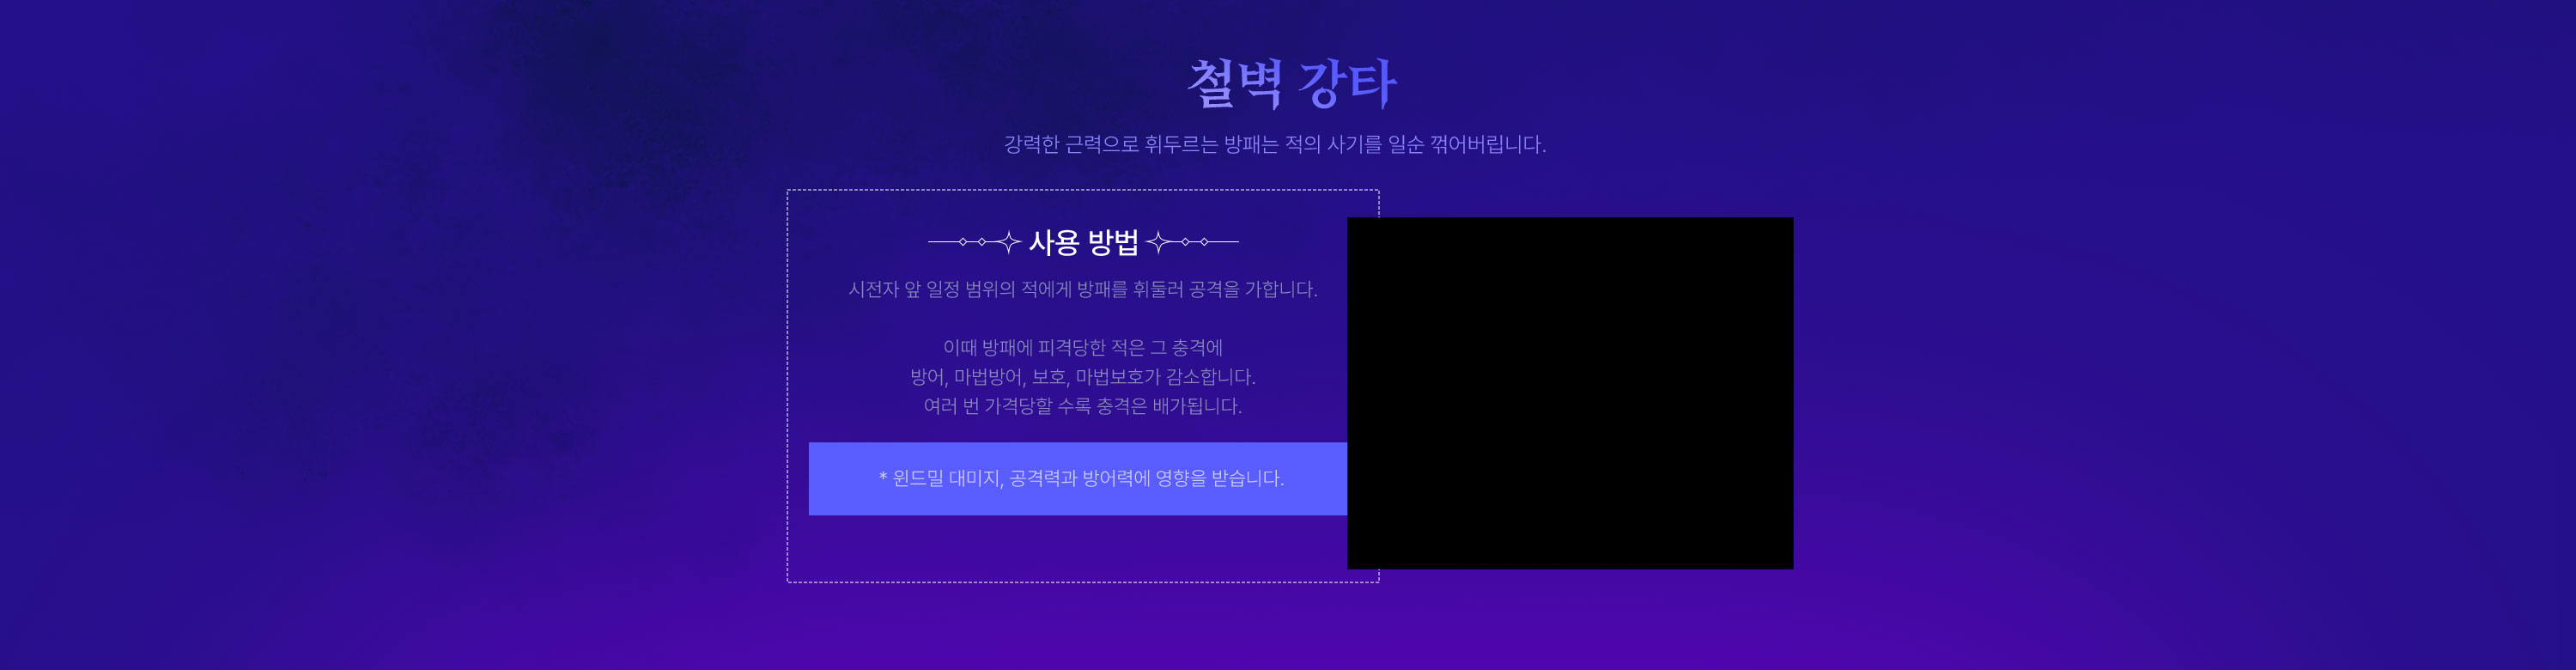 철벽 강타
강력한 근력으로 휘두르는 방패는 적의 사기를 일순 꺾어버립니다.
사용 방법
시전자 앞 일정 범위의 적에게 방패를 휘둘러 공격을 가합니다.
이때 방패에 피격당한 적은 그 충격에
방어, 마법방어, 보호, 마법보호가 감소합니다.
여러 번 가격당할 수록 충격은 배가됩니다.
* 윈드밀 대미지, 공격력과 방어력에 영향을 받습니다.